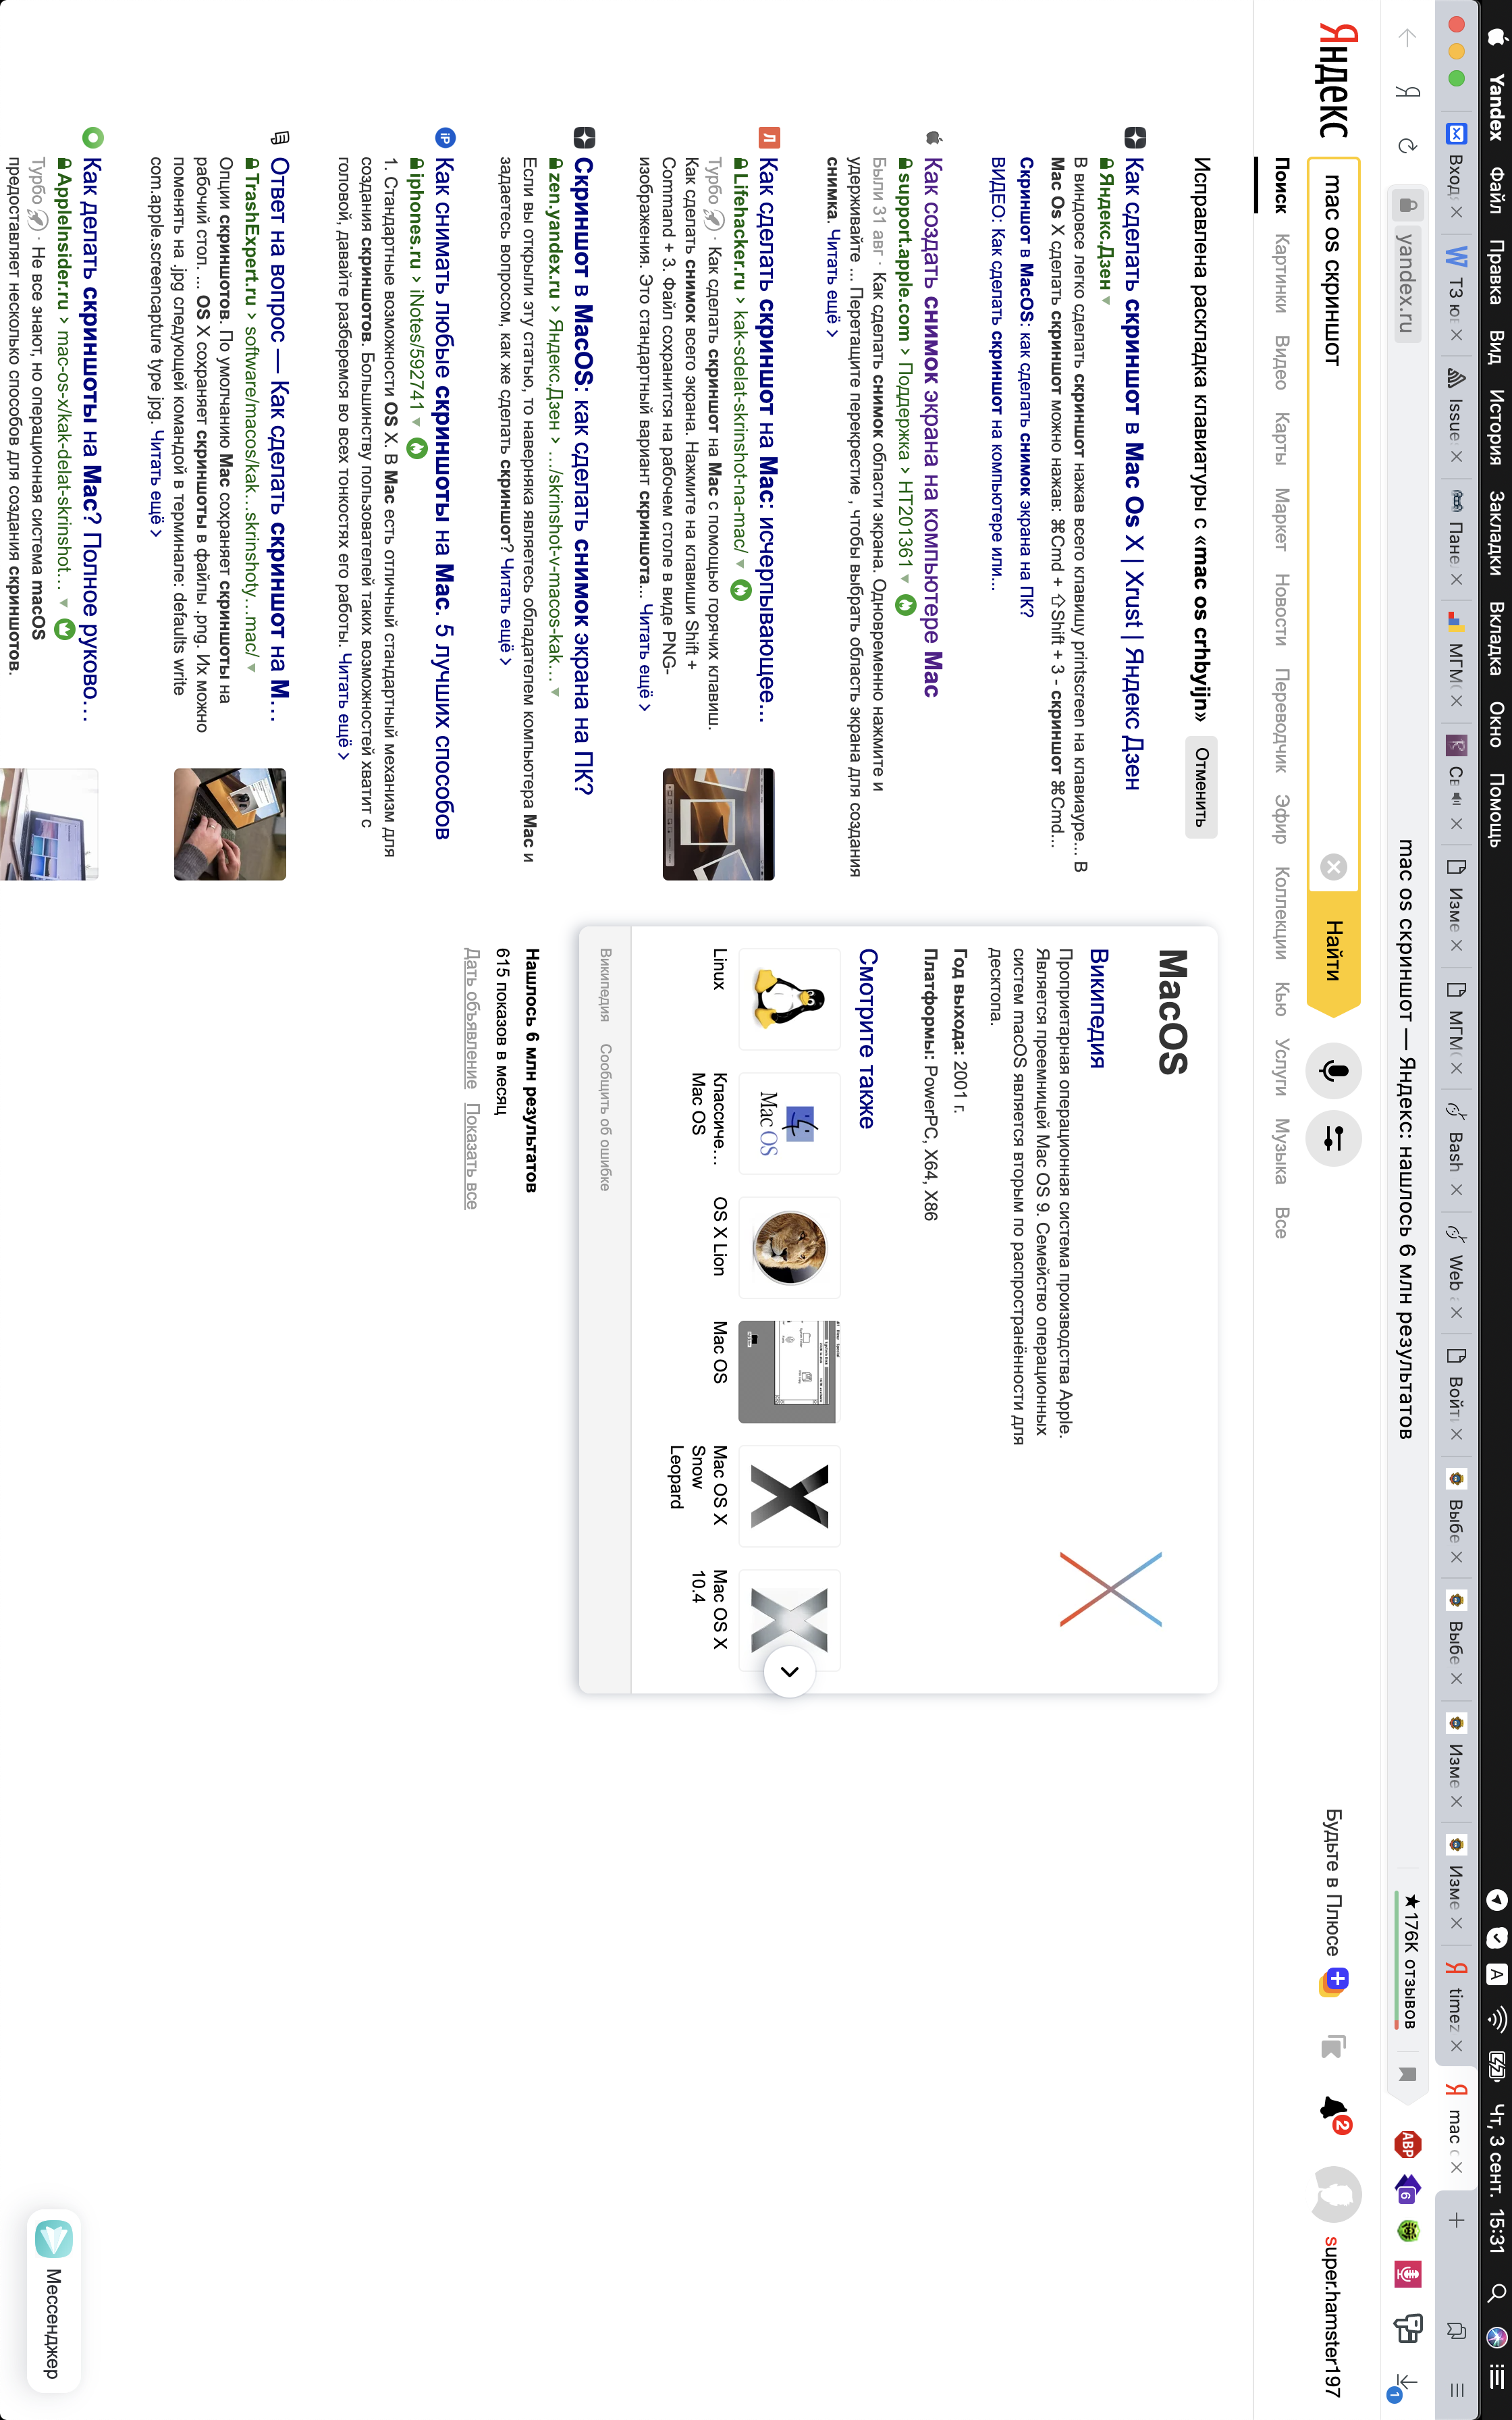 Yandex Файл Правка Вид История Закладки Вкладка Окно Помощь
A Чт, 3 сент. 15:31
Вход ТЗ ю Issue Пане МГМ Се Изме МГМ Bash Web Войт Выбе Выбе Изме Изме timez mac
yandex.ru mac os скриншот — Яндекс: нашлось 6 млн результатов ★ 176K отзывов ABP 6 1
Яндекс mac os скриншот Найти
Будьте в Плюсе 2 super.hamster197
Поиск Картинки Видео Карты Маркет Новости Переводчик Эфир Коллекции Кью Услуги Музыка Все
Исправлена раскладка клавиатуры с «mac os crhbyijn» Отменить
Как сделать скриншот в Mac Os X | Xrust | Яндекс Дзен
Яндекс.Дзен
В виндовсе легко сделать скриншот нажав всего клавишу printscreen на клавиауре... В
Mac Os X сделать скриншот можно нажав: ⌘Cmd + ⇧Shift + 3 - скриншот ⌘Cmd...
Скриншот в MacOS: как сделать снимок экрана на ПК?
ВИДЕО: Как сделать скриншот на компьютере или...
Как создать снимок экрана на компьютере Mac
support.apple.com › Поддержка › HT201361
Были 31 авг · Как сделать снимок области экрана. Одновременно нажмите и
удерживайте ... Перетащите перекрестие , чтобы выбрать область экрана для создания
снимка. Читать ещё ›
Л Как сделать скриншот на Mac: исчерпывающее...
Lifehacker.ru › kak-sdelat-skrinshot-na-mac/
Турбо · Как сделать скриншот на Mac с помощью горячих клавиш.
Как сделать снимок всего экрана. Нажмите на клавиши Shift +
Command + 3. Файл сохранится на рабочем столе в виде PNG-
изображения. Это стандартный вариант скриншота... Читать ещё ›
Скриншот в MacOS: как сделать снимок экрана на ПК?
zen.yandex.ru › Яндекс.Дзен › .../skrinshot-v-macos-kak...
Если вы открыли эту статью, то наверняка являетесь обладателем компьютера Mac и
задаетесь вопросом, как же сделать скриншот? Читать ещё ›
iP Как снимать любые скриншоты на Mac. 5 лучших способов
iphones.ru › iNotes/592741
1. Стандартные возможности OS X. В Mac есть отличный стандартный механизм для
создания скриншотов. Большинству пользователей таких возможностей хватит с
головой, давайте разберемся во всех тонкостях его работы. Читать ещё ›
Ответ на вопрос — Как сделать скриншот на M...
TrashExpert.ru › software/macos/kak...skrinshoty...mac/
Опции скриншотов. По умолчанию Mac сохраняет скриншоты на
рабочий стол. ... OS X сохраняет скриншоты в файлы .png. Их можно
поменять на .jpg следующей командой в терминале: defaults write
com.apple.screencapture type jpg. Читать ещё ›
Как делать скриншоты на Mac? Полное руково...
AppleInsider.ru › mac-os-x/kak-delat-skrinshot...
Турбо · Не все знают, но операционная система macOS
предоставляет несколько способов для создания скриншотов.
MacOS
Википедия
Проприетарная операционная система производства Apple.
Является преемницей Mac OS 9. Семейство операционных
систем macOS является вторым по распространённости для
десктопа.
Год выхода: 2001 г.
Платформы: PowerPC, X64, X86
Смотрите также
Mac OS
Linux
Классиче...
Mac OS
OS X Lion
Mac OS
Mac OS X
Snow
Leopard
Mac OS X
10.4
Википедия Сообщить об ошибке
Нашлось 6 млн результатов
615 показов в месяц
Дать объявление Показать все
Мессенджер